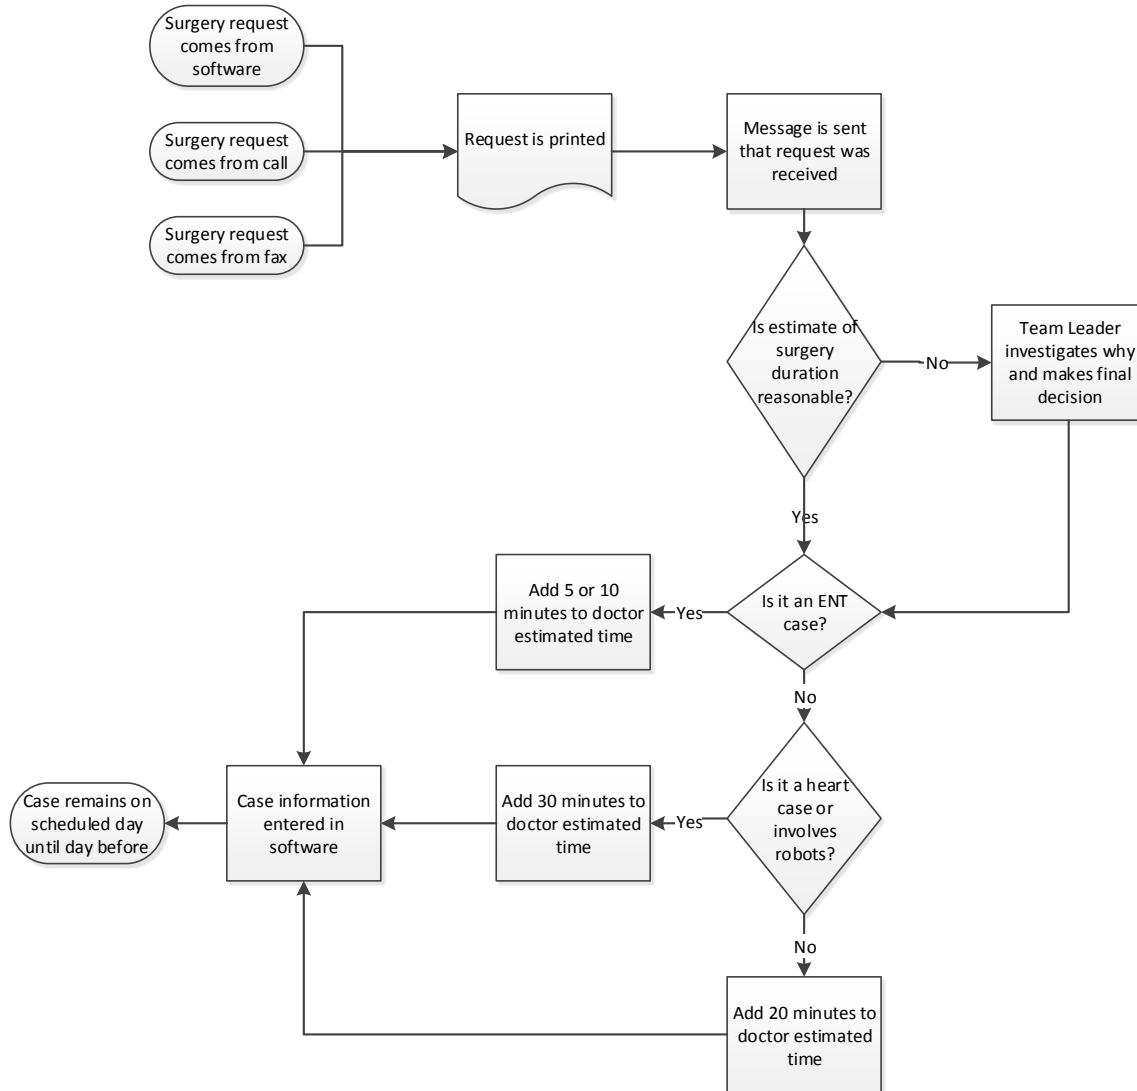 Surgery request
comes from
software
Surgery request
comes from call
Surgery request
comes from fax
Request is printed
Message is sent
that request was
received
Is estimate of
surgery
duration
reasonable?
No
Team Leader
investigates why
and makes final
decision
Yes
Is it an ENT
case?
Yes
Add 5 or 10
minutes to doctor
estimated time
No
Is it a heart
case or
involves
robots?
Yes
Add 30 minutes to
doctor estimated
time
Case information
entered in
software
Case remains on
scheduled day
until day before
No
Add 20 minutes to
doctor estimated
time